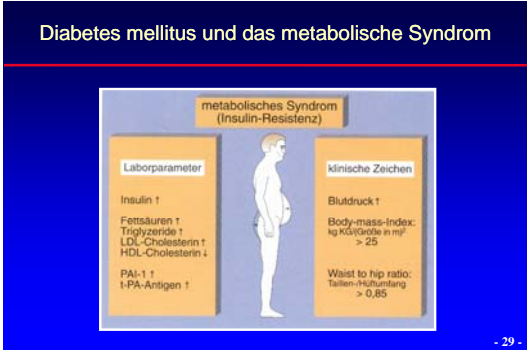 Diabetes mellitus und das metabolische Syndrom
metabolisches Syndrom
(Insulin-Resistenz)
Laborparameter
Insulin ↑
Fettsäuren ↑
Triglyzeride ↑
LDL-Cholesterin ↑
HDL-Cholesterin ↓
PAI-1 ↑
t-PA-Antigen ↑
klinische Zeichen
Blutdruck ↑
Body-mass-Index:
kg KG/(Größe in m)²
> 25
Waist to hip ratio:
Taillen-/Hüftumfang
> 0,85
- 29 -